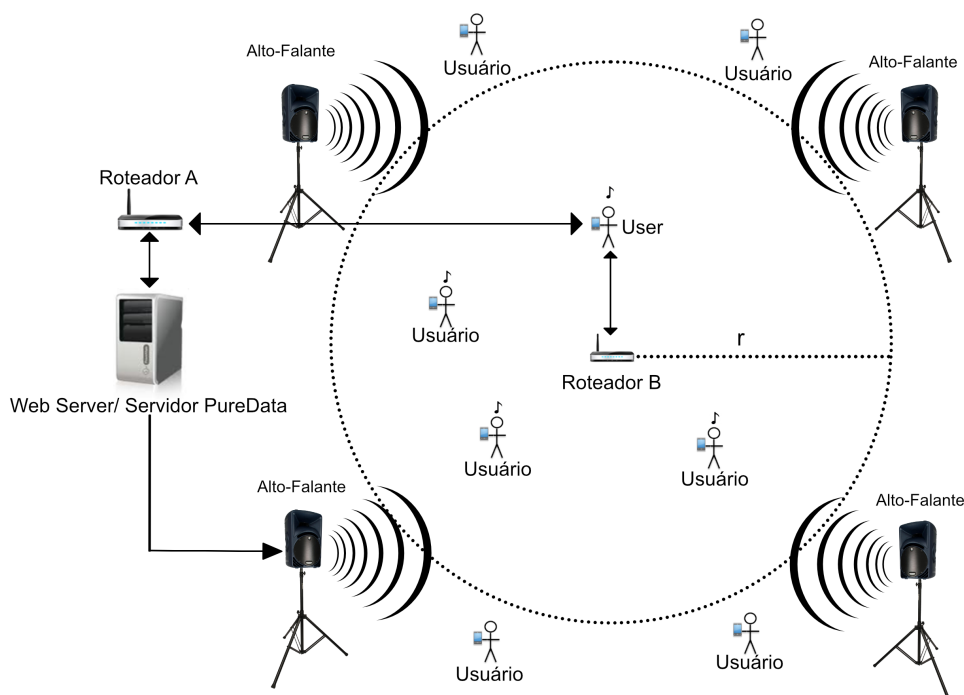 Usuário
Usuário
Alto-Falante
Alto-Falante
Roteador A
♪
User
♪
Usuário
r
Roteador B
Web Server/ Servidor PureData
♪
Usuário
♪
Usuário
Alto-Falante
Alto-Falante
Usuário
Usuário